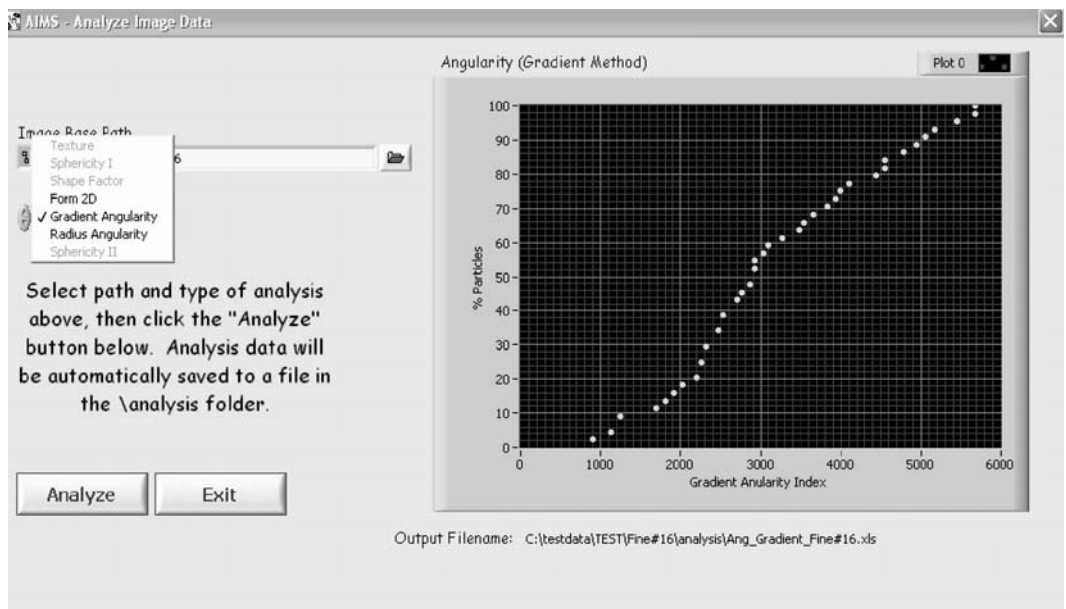 AIMS - Analyze Image Data
Angularity (Gradient Method)
Plot 0
Image Base Path
6
Texture
Sphericity I
Shape Factor
Form 2D
✓ Gradient Angularity
Radius Angularity
Sphericity II
Select path and type of analysis
above, then click the "Analyze"
button below. Analysis data will
be automatically saved to a file in
the \analysis folder.
Analyze
Exit
% Particles
100
90
80
70
60
50
40
30
20
10
0
0 1000 2000 3000 4000 5000 6000
Gradient Anularity Index
Output Filename: C:\testdata\TEST\Fine#16\analysis\Ang_Gradient_Fine#16.xls